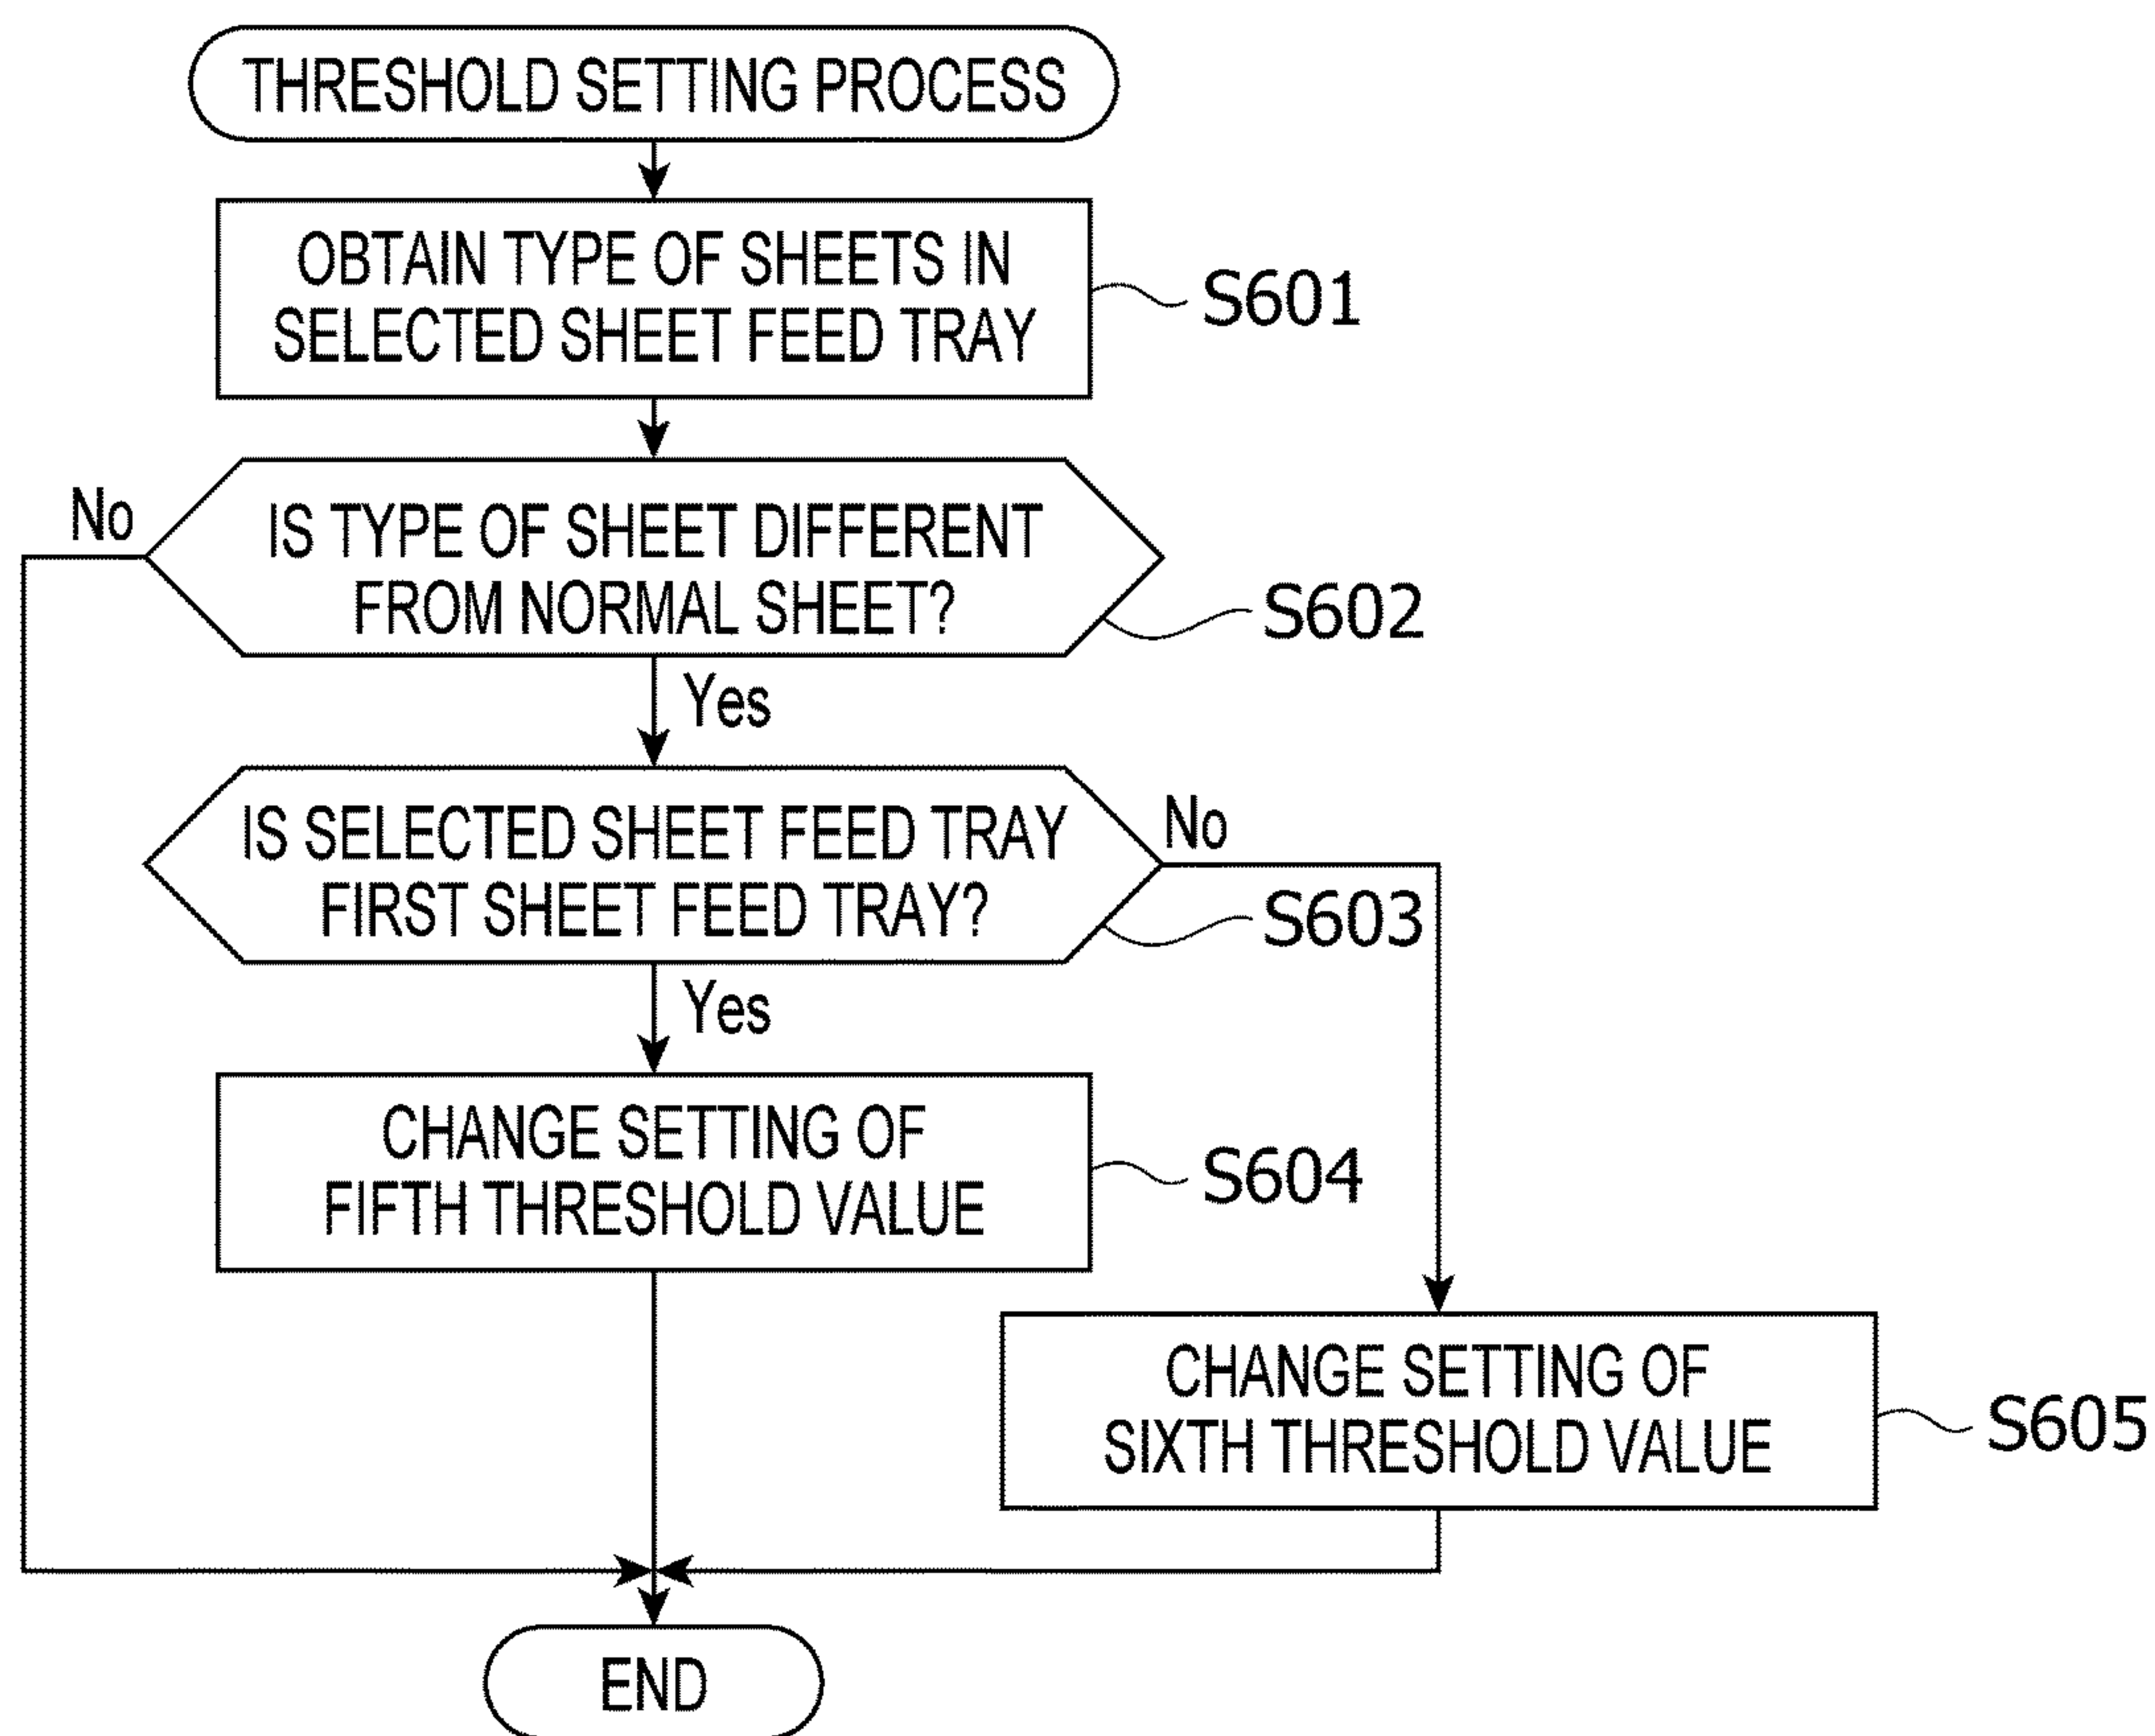 THRESHOLD SETTING PROCESS
OBTAIN TYPE OF SHEETS IN
SELECTED SHEET FEED TRAY
S601
No
IS TYPE OF SHEET DIFFERENT
FROM NORMAL SHEET?
S602
Yes
IS SELECTED SHEET FEED TRAY
FIRST SHEET FEED TRAY?
No
S603
Yes
CHANGE SETTING OF
FIFTH THRESHOLD VALUE
S604
CHANGE SETTING OF
SIXTH THRESHOLD VALUE
S605
END